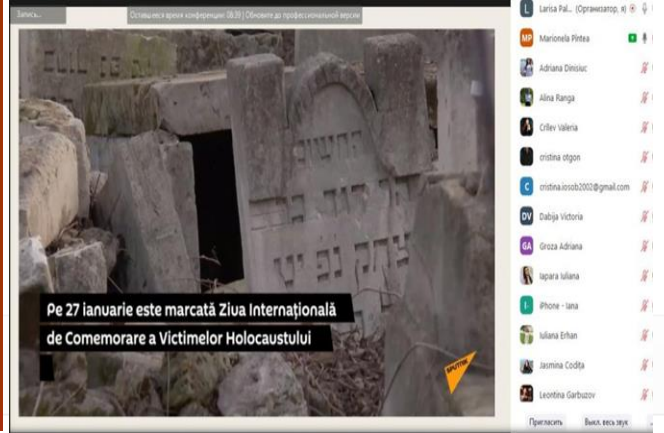 Запись...
Оставшееся время конференции: 08:39 | Обновите до профессиональной версии
Pe 27 ianuarie este marcată Ziua Internațională
de Comemorare a Victimelor Holocaustului
SPUTNIK
L Larisa Pal... (Организатор, я)
MP Marionela Pintea
Adriana Dinisiuc
Alina Ranga
Crîlev Valeria
cristina otgon
C cristina.iosob2002@gmail.com
DV Dabija Victoria
GA Groza Adriana
Iapara Iuliana
I- iPhone - Iana
Iuliana Erhan
Jasmina Codița
Leontina Garbuzov
Пригласить Выкл. весь звук